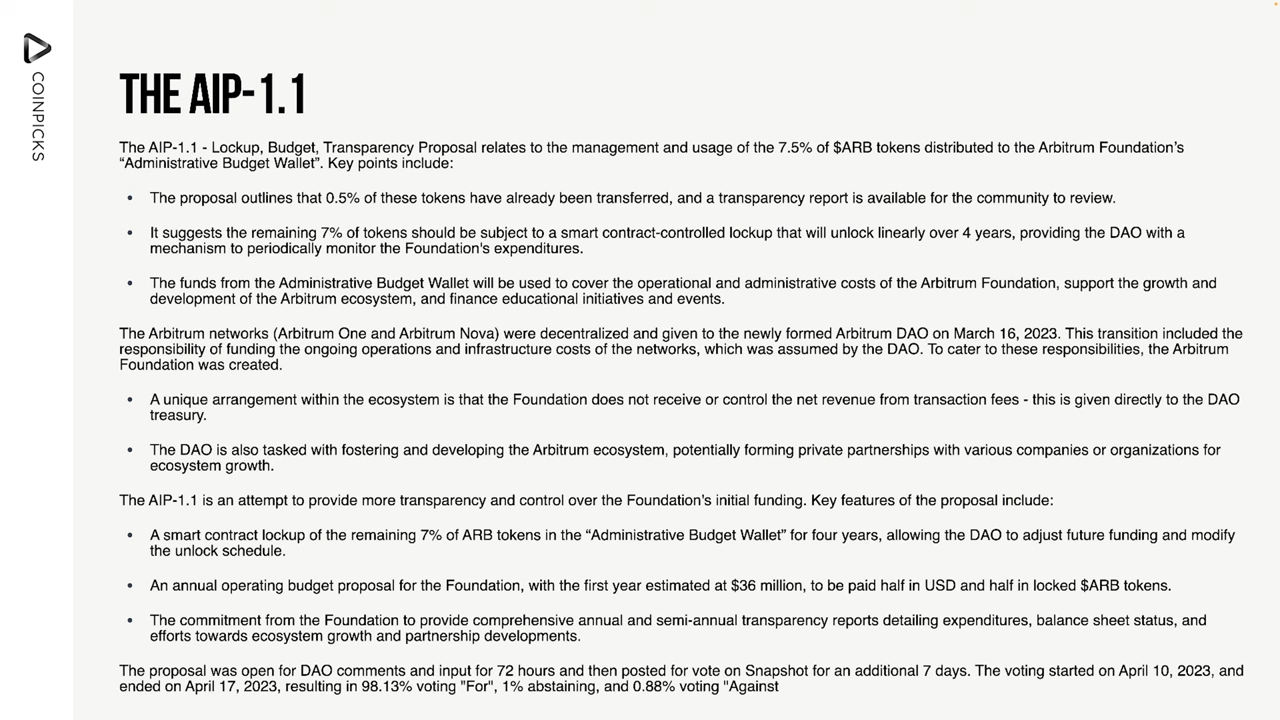 COINPICKS
THE AIP-1.1
The AIP-1.1 - Lockup, Budget, Transparency Proposal relates to the management and usage of the 7.5% of $ARB tokens distributed to the Arbitrum Foundation’s
“Administrative Budget Wallet”. Key points include:
• The proposal outlines that 0.5% of these tokens have already been transferred, and a transparency report is available for the community to review.
• It suggests the remaining 7% of tokens should be subject to a smart contract-controlled lockup that will unlock linearly over 4 years, providing the DAO with a
mechanism to periodically monitor the Foundation's expenditures.
• The funds from the Administrative Budget Wallet will be used to cover the operational and administrative costs of the Arbitrum Foundation, support the growth and
development of the Arbitrum ecosystem, and finance educational initiatives and events.
The Arbitrum networks (Arbitrum One and Arbitrum Nova) were decentralized and given to the newly formed Arbitrum DAO on March 16, 2023. This transition included the
responsibility of funding the ongoing operations and infrastructure costs of the networks, which was assumed by the DAO. To cater to these responsibilities, the Arbitrum
Foundation was created.
• A unique arrangement within the ecosystem is that the Foundation does not receive or control the net revenue from transaction fees - this is given directly to the DAO
treasury.
• The DAO is also tasked with fostering and developing the Arbitrum ecosystem, potentially forming private partnerships with various companies or organizations for
ecosystem growth.
The AIP-1.1 is an attempt to provide more transparency and control over the Foundation’s initial funding. Key features of the proposal include:
• A smart contract lockup of the remaining 7% of ARB tokens in the “Administrative Budget Wallet” for four years, allowing the DAO to adjust future funding and modify
the unlock schedule.
• An annual operating budget proposal for the Foundation, with the first year estimated at $36 million, to be paid half in USD and half in locked $ARB tokens.
• The commitment from the Foundation to provide comprehensive annual and semi-annual transparency reports detailing expenditures, balance sheet status, and
efforts towards ecosystem growth and partnership developments.
The proposal was open for DAO comments and input for 72 hours and then posted for vote on Snapshot for an additional 7 days. The voting started on April 10, 2023, and
ended on April 17, 2023, resulting in 98.13% voting "For", 1% abstaining, and 0.88% voting "Against